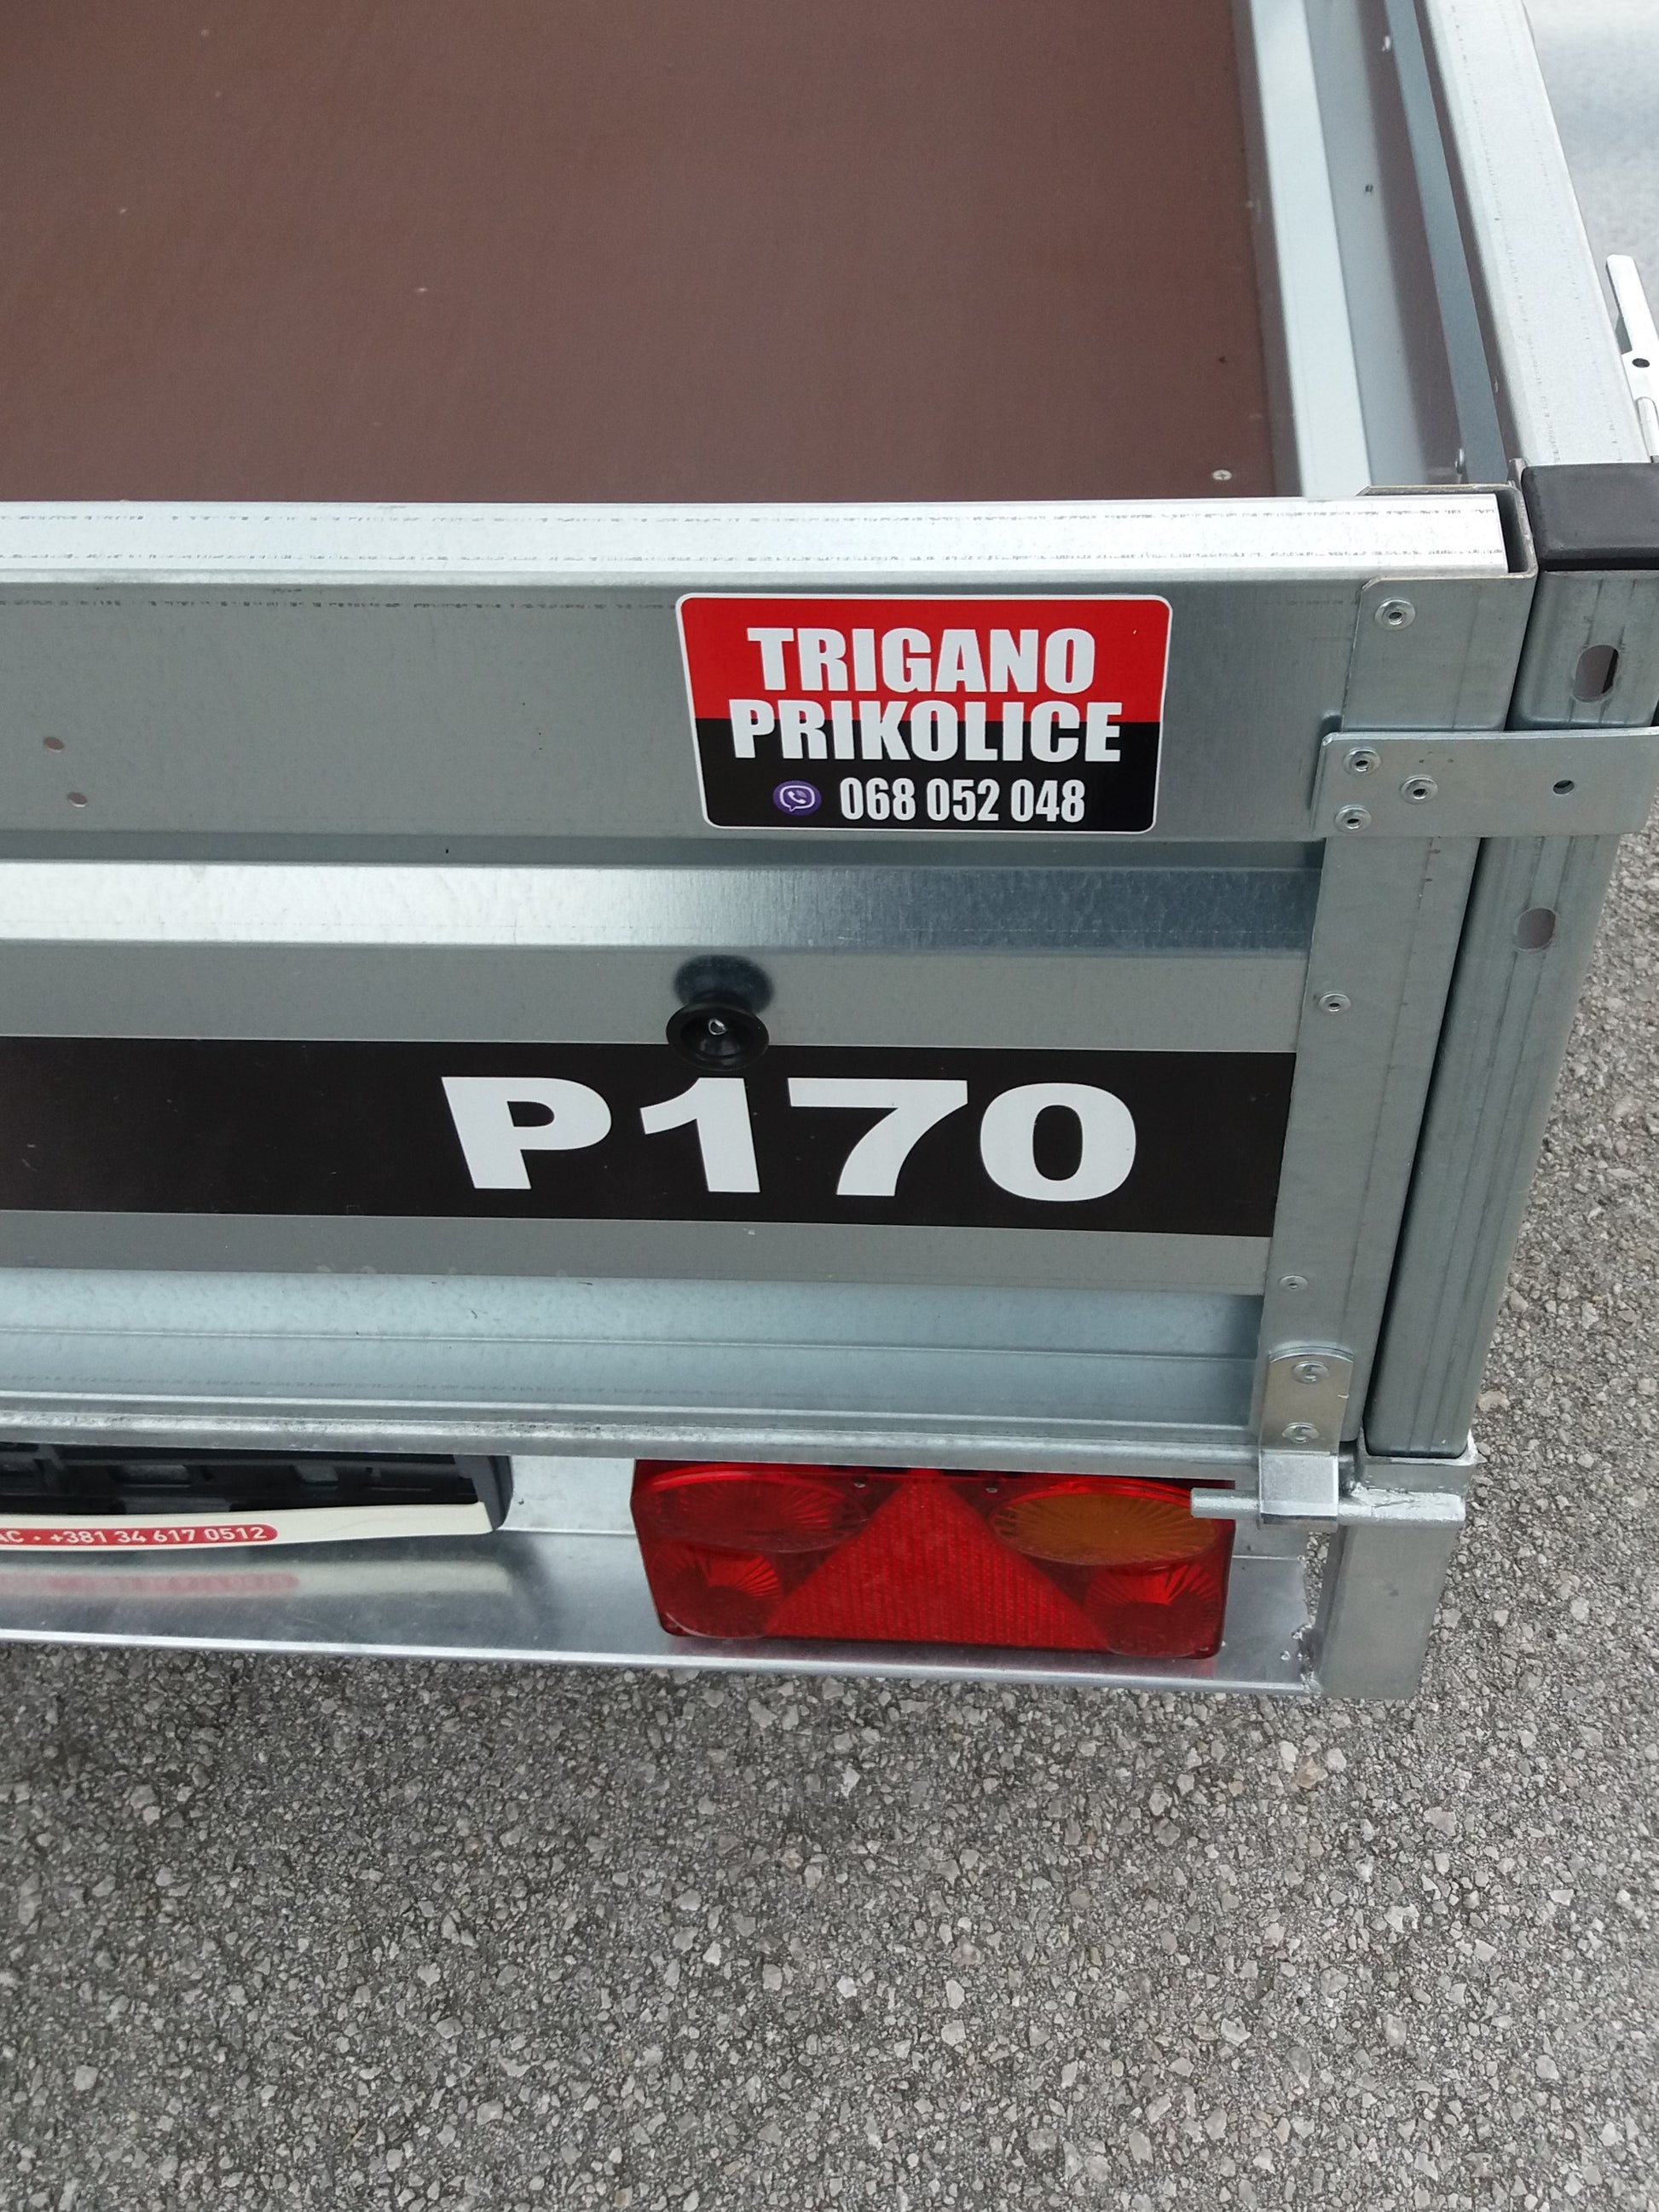 TRIGANO
PRIKOLICE
068 052 048
P170
• +381 34 617 0512